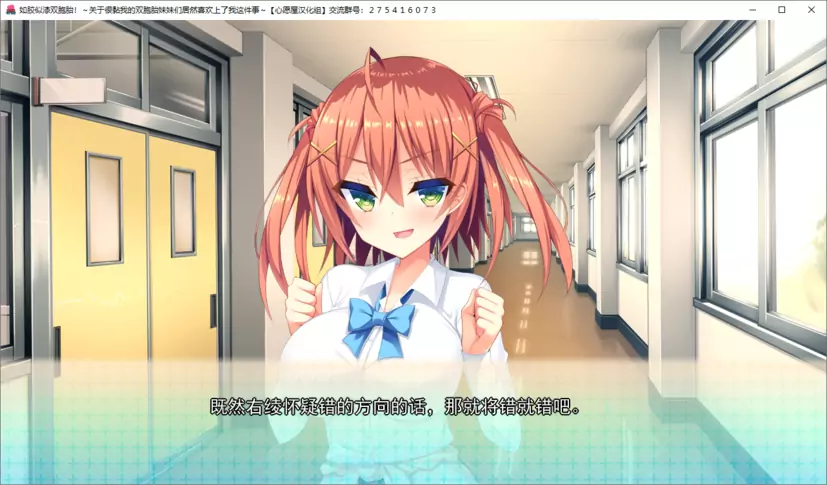 如胶似漆双胞胎！~关于很黏我的双胞胎妹妹们居然喜欢上了我这件事~【心愿屋汉化组】交流群号：２７５４１６０７３
既然右绫怀疑错的方向的话，那就将错就错吧。